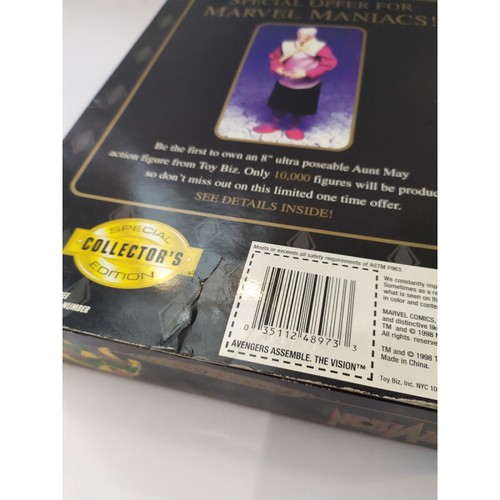 SPECIAL OFFER FOR
MARVEL MANIACS!
Be the first to own an 8" ultra poseable Aunt May
action figure from Toy Biz. Only 10,000 figures will be produc
so don't miss out on this limited one time offer.
SEE DETAILS INSIDE!
SPECIAL
COLLECTOR'S
EDITION
EE
NUMBER
Meets or exceeds all safety requirements of ASTM F963.
0 35112 48973 3
AVENGERS ASSEMBLE. THE VISION™
We constantly imp
Sometimes as a re
what is seen on th
in color and conte
MARVEL COMICS,
and distinctive lik
TM and © 1998 M
TM and © 1998 T
Made in China.
Toy Biz, Inc. NYC 10
VISION